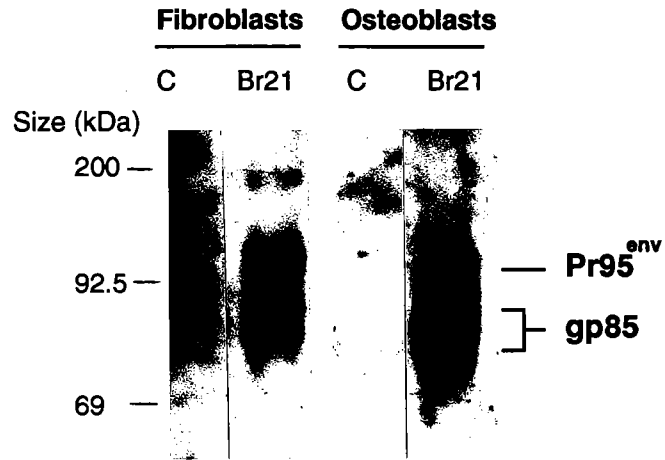 Fibroblasts Osteoblasts
C Br21 C Br21
Size (kDa)
200
Pr95env
92.5
gp85
69